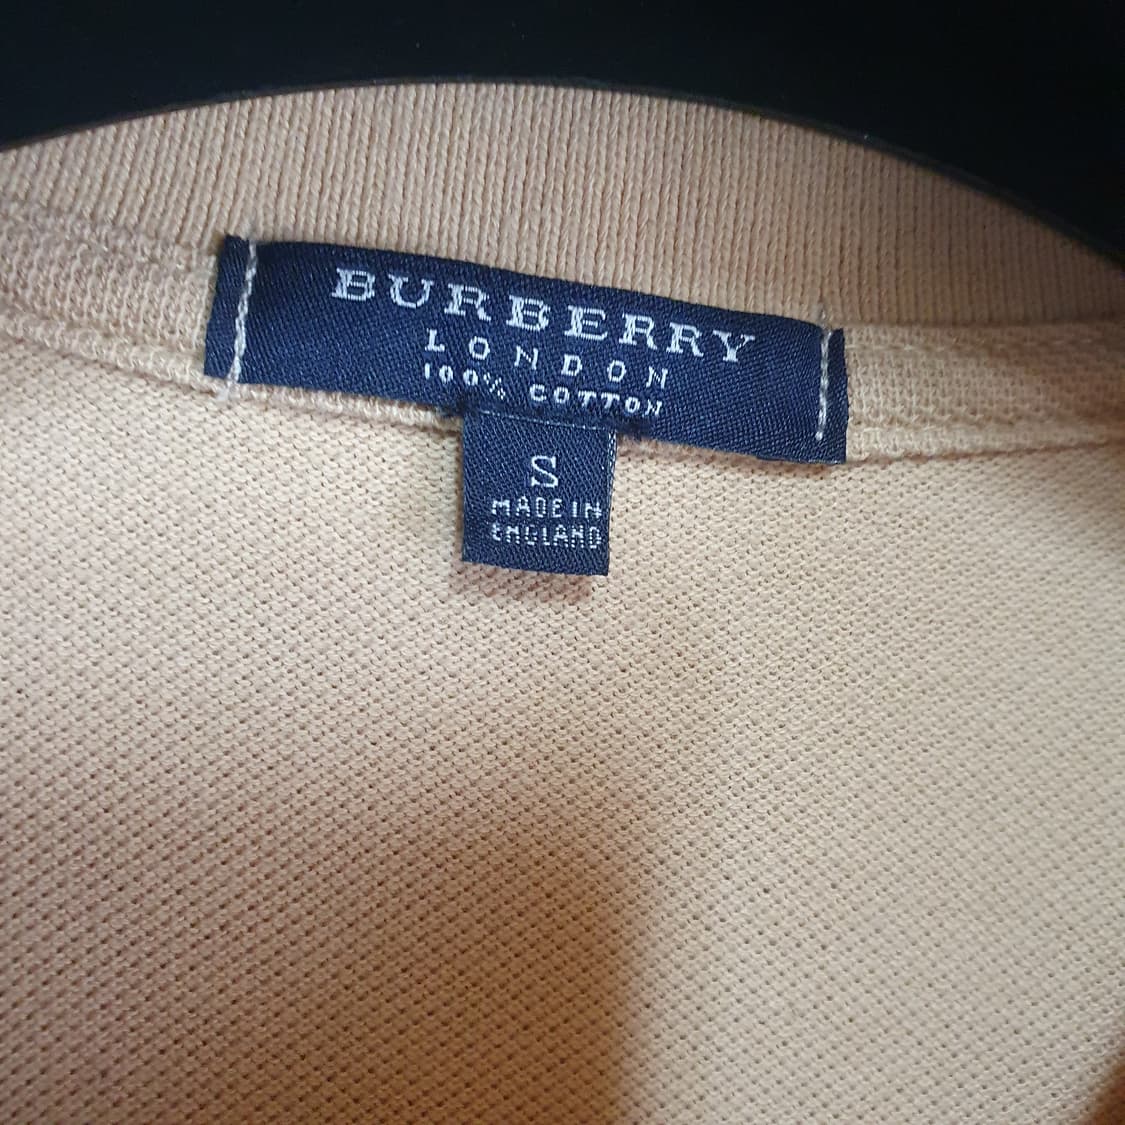 BURBERRY
LONDON
100% COTTON
S
MADE IN
ENGLAND